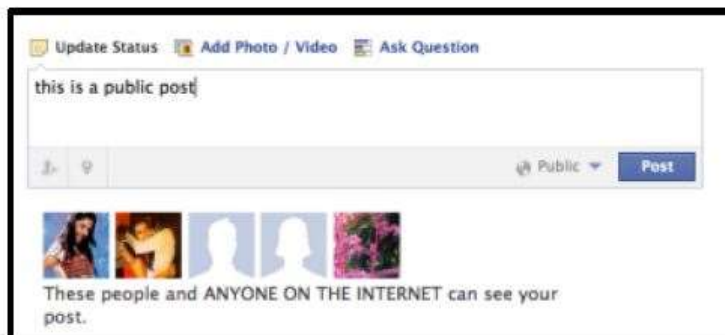 Update Status Add Photo / Video Ask Question
this is a public post
Public Post
These people and ANYONE ON THE INTERNET can see your
post.